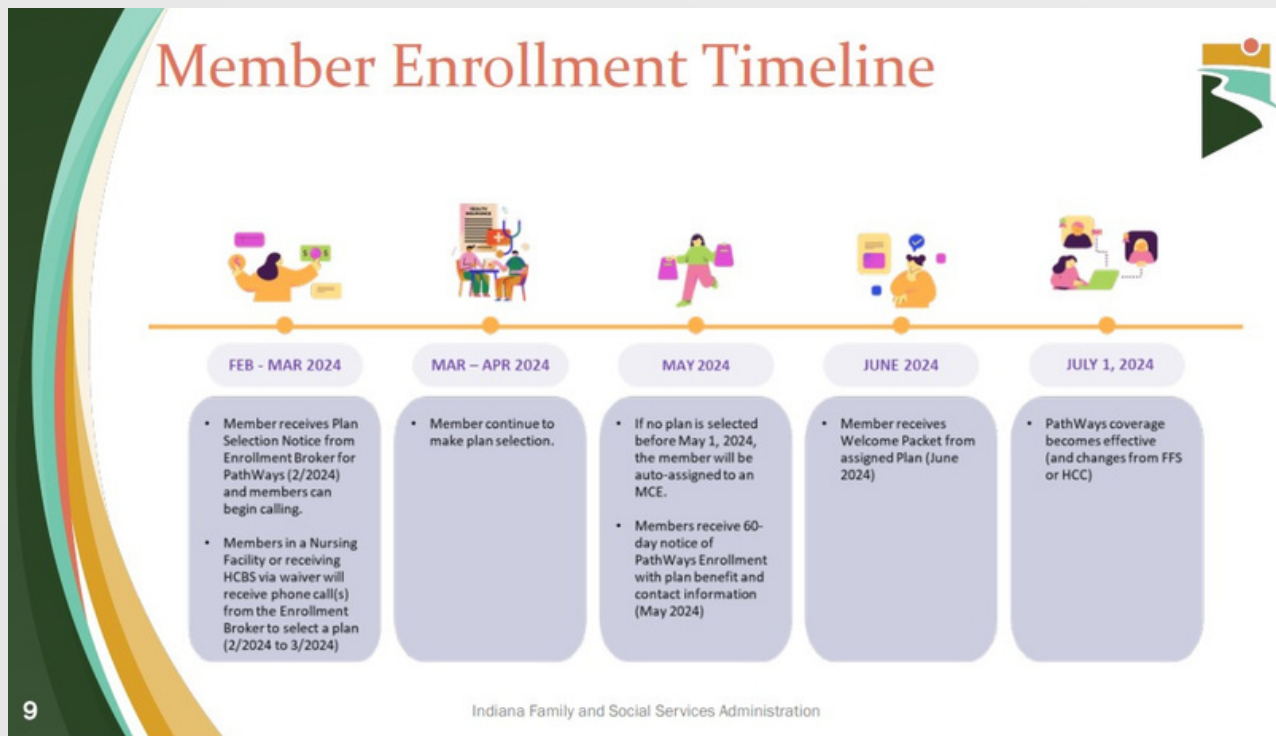 Member Enrollment Timeline
HEALTH
INSURANCE
FEB - MAR 2024
• Member receives Plan
Selection Notice from
Enrollment Broker for
PathWays (2/2024)
and members can
begin calling.
• Members in a Nursing
Facility or receiving
HCBS via waiver will
receive phone call(s)
from the Enrollment
Broker to select a plan
(2/2024 to 3/2024)
MAR – APR 2024
• Member continue to
make plan selection.
MAY 2024
• If no plan is selected
before May 1, 2024,
the member will be
auto-assigned to an
MCE.
• Members receive 60-
day notice of
PathWays Enrollment
with plan benefit and
contact information
(May 2024)
JUNE 2024
• Member receives
Welcome Packet from
assigned Plan (June
2024)
JULY 1, 2024
• PathWays coverage
becomes effective
(and changes from FFS
or HCC)
9
Indiana Family and Social Services Administration